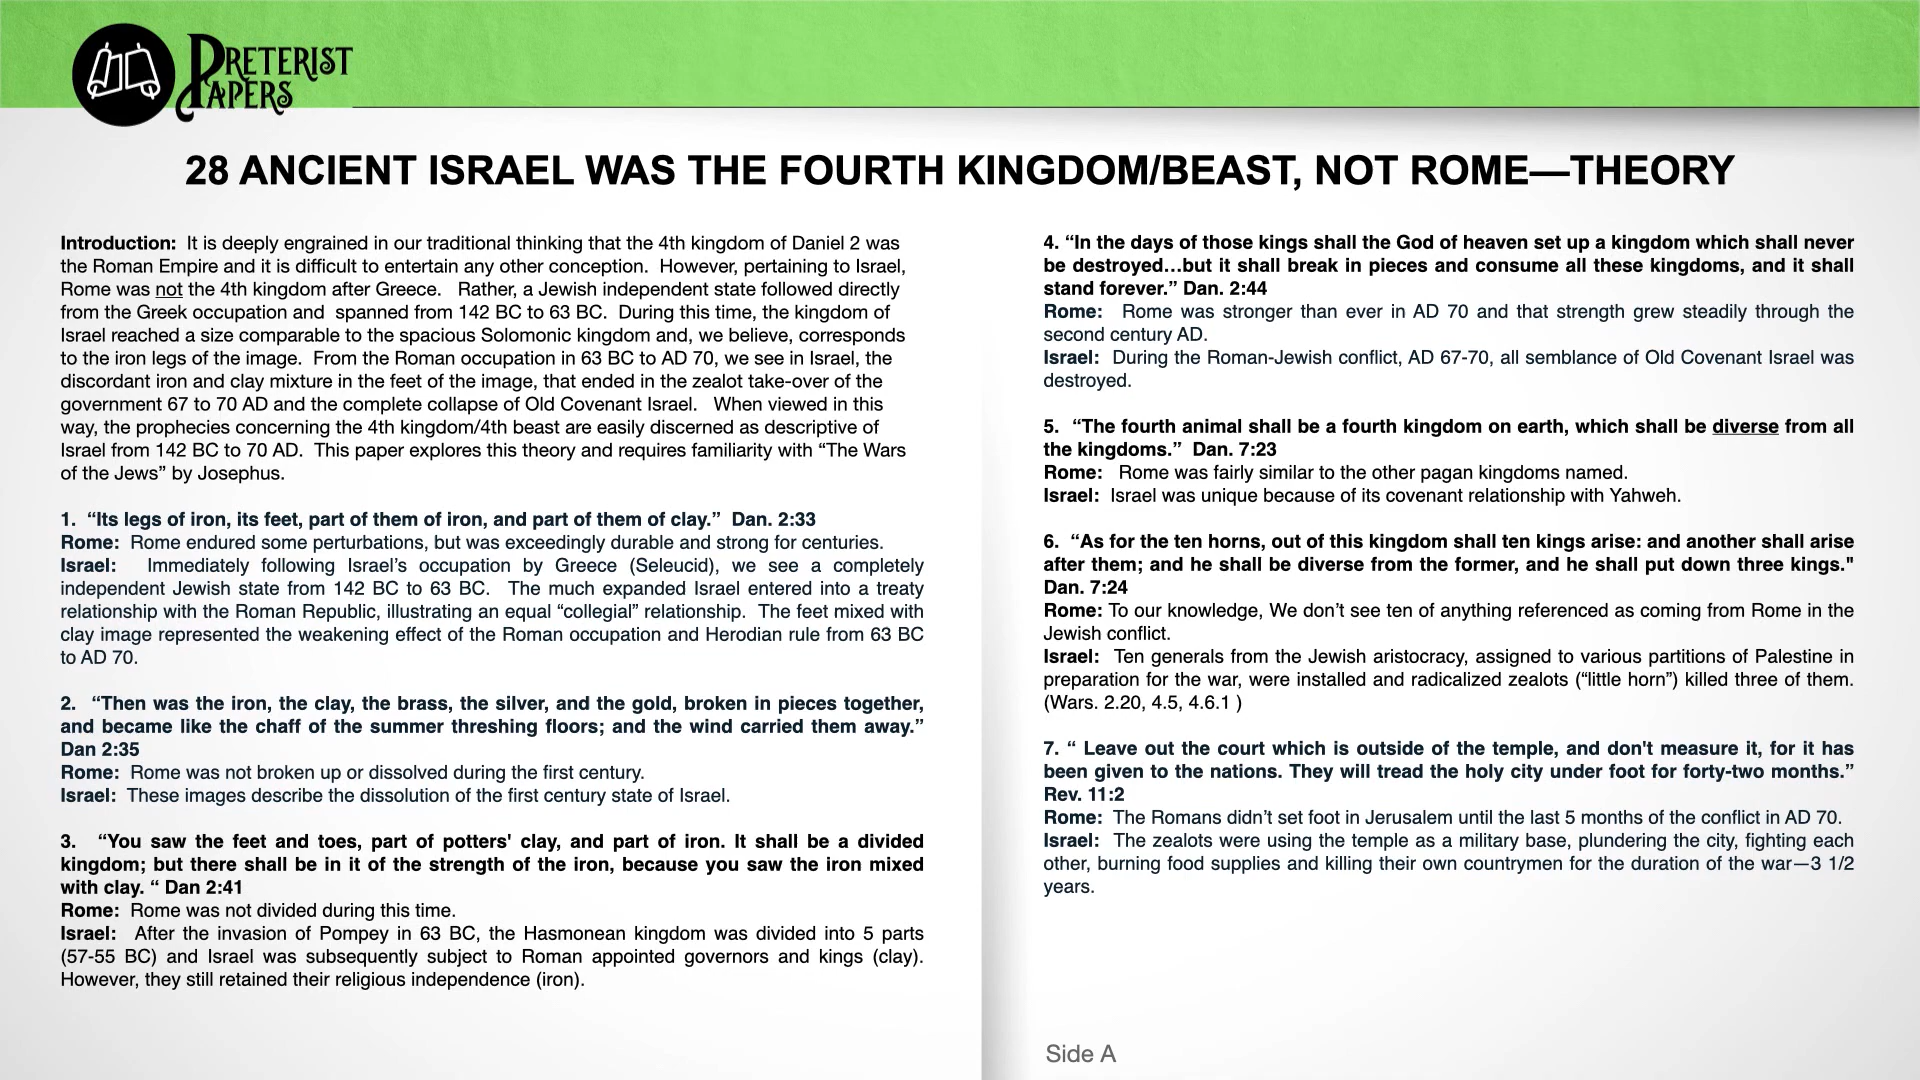 PRETERIST
PAPERS
28 ANCIENT ISRAEL WAS THE FOURTH KINGDOM/BEAST, NOT ROME—THEORY
Introduction: It is deeply engrained in our traditional thinking that the 4th kingdom of Daniel 2 was
the Roman Empire and it is difficult to entertain any other conception. However, pertaining to Israel,
Rome was not the 4th kingdom after Greece. Rather, a Jewish independent state followed directly
from the Greek occupation and spanned from 142 BC to 63 BC. During this time, the kingdom of
Israel reached a size comparable to the spacious Solomonic kingdom and, we believe, corresponds
to the iron legs of the image. From the Roman occupation in 63 BC to AD 70, we see in Israel, the
discordant iron and clay mixture in the feet of the image, that ended in the zealot take-over of the
government 67 to 70 AD and the complete collapse of Old Covenant Israel. When viewed in this
way, the prophecies concerning the 4th kingdom/4th beast are easily discerned as descriptive of
Israel from 142 BC to 70 AD. This paper explores this theory and requires familiarity with “The Wars
of the Jews” by Josephus.
1. “Its legs of iron, its feet, part of them of iron, and part of them of clay.” Dan. 2:33
Rome: Rome endured some perturbations, but was exceedingly durable and strong for centuries.
Israel: Immediately following Israel’s occupation by Greece (Seleucid), we see a completely
independent Jewish state from 142 BC to 63 BC. The much expanded Israel entered into a treaty
relationship with the Roman Republic, illustrating an equal “collegial” relationship. The feet mixed with
clay image represented the weakening effect of the Roman occupation and Herodian rule from 63 BC
to AD 70.
2. “Then was the iron, the clay, the brass, the silver, and the gold, broken in pieces together,
and became like the chaff of the summer threshing floors; and the wind carried them away.”
Dan 2:35
Rome: Rome was not broken up or dissolved during the first century.
Israel: These images describe the dissolution of the first century state of Israel.
3. “You saw the feet and toes, part of potters' clay, and part of iron. It shall be a divided
kingdom; but there shall be in it of the strength of the iron, because you saw the iron mixed
with clay. “ Dan 2:41
Rome: Rome was not divided during this time.
Israel: After the invasion of Pompey in 63 BC, the Hasmonean kingdom was divided into 5 parts
(57-55 BC) and Israel was subsequently subject to Roman appointed governors and kings (clay).
However, they still retained their religious independence (iron).
4. “In the days of those kings shall the God of heaven set up a kingdom which shall never
be destroyed…but it shall break in pieces and consume all these kingdoms, and it shall
stand forever.” Dan. 2:44
Rome: Rome was stronger than ever in AD 70 and that strength grew steadily through the
second century AD.
Israel: During the Roman-Jewish conflict, AD 67-70, all semblance of Old Covenant Israel was
destroyed.
5. “The fourth animal shall be a fourth kingdom on earth, which shall be diverse from all
the kingdoms.” Dan. 7:23
Rome: Rome was fairly similar to the other pagan kingdoms named.
Israel: Israel was unique because of its covenant relationship with Yahweh.
6. “As for the ten horns, out of this kingdom shall ten kings arise: and another shall arise
after them; and he shall be diverse from the former, and he shall put down three kings."
Dan. 7:24
Rome: To our knowledge, We don’t see ten of anything referenced as coming from Rome in the
Jewish conflict.
Israel: Ten generals from the Jewish aristocracy, assigned to various partitions of Palestine in
preparation for the war, were installed and radicalized zealots (“little horn”) killed three of them.
(Wars. 2.20, 4.5, 4.6.1 )
7. “ Leave out the court which is outside of the temple, and don't measure it, for it has
been given to the nations. They will tread the holy city under foot for forty-two months.”
Rev. 11:2
Rome: The Romans didn’t set foot in Jerusalem until the last 5 months of the conflict in AD 70.
Israel: The zealots were using the temple as a military base, plundering the city, fighting each
other, burning food supplies and killing their own countrymen for the duration of the war—3 1/2
years.
Side A